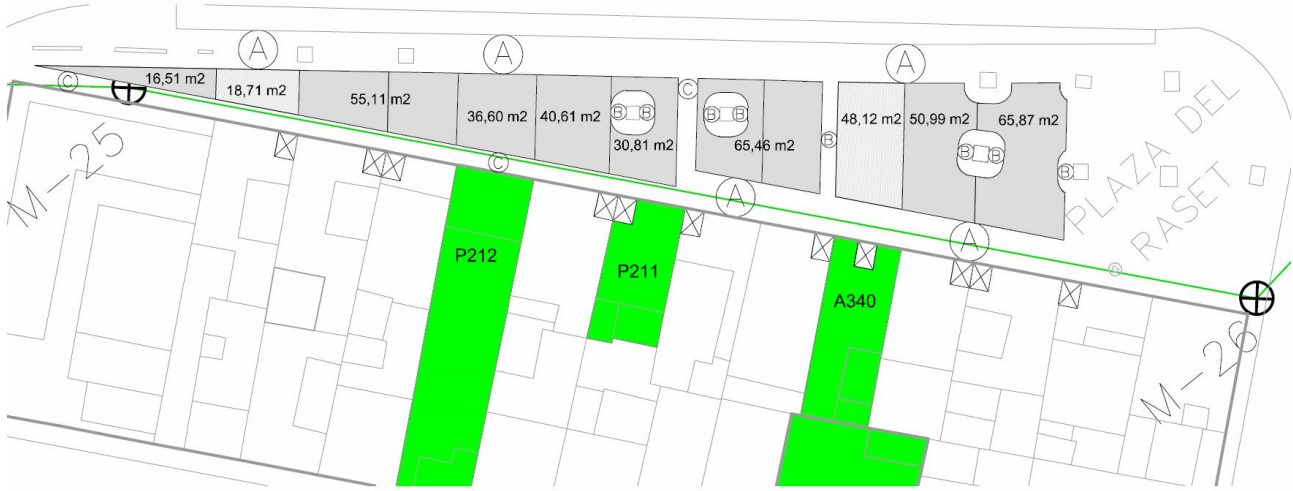 A
A
A
C
16,51 m2
18,71 m2
55,11 m2
36,60 m2
40,61 m2
B B
30,81 m2
C
B B
65,46 m2
B
48,12 m2
50,99 m2
65,87 m2
B B
B
C
A
A
M-25
P212
P211
A340
PLAZA DEL
RASET
M-26